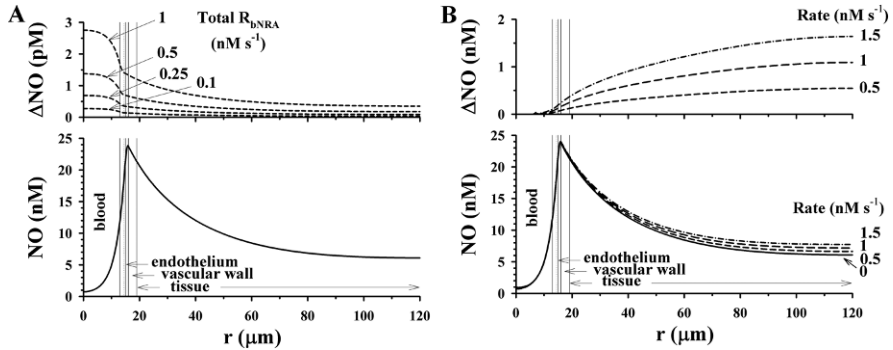 A
Total R_bNRA
(nM s⁻¹)
ΔNO (pM)
3
2
1
0
1
0.5
0.25
0.1
NO (nM)
25
20
15
10
5
0
blood
endothelium
vascular wall
tissue
0 20 40 60 80 100 120
r (μm)
B
Rate (nM s⁻¹)
ΔNO (nM)
2
1
0
1.5
1
0.5
NO (nM)
25
20
15
10
5
0
blood
Rate (nM s⁻¹)
1.5
1
0.5
0
endothelium
vascular wall
tissue
0 20 40 60 80 100 120
r (μm)